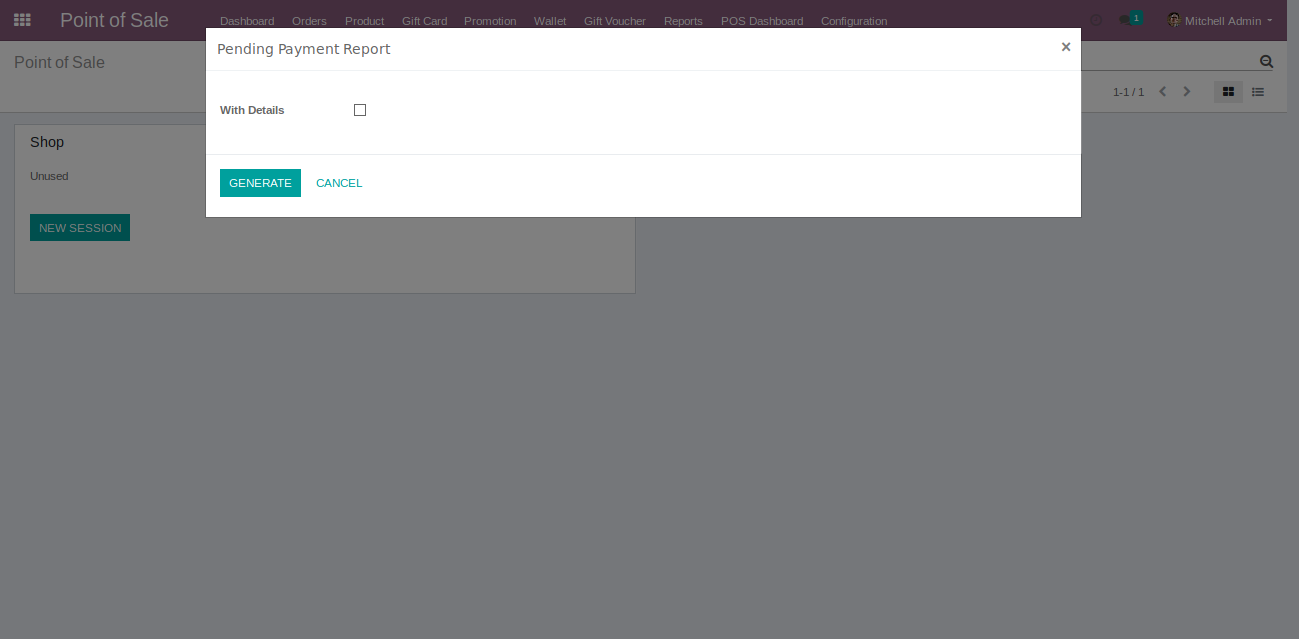 Point of Sale Dashboard Orders Product Gift Card Promotion Wallet Gift Voucher Reports POS Dashboard Configuration 1 Mitchell Admin
Pending Payment Report ×
Point of Sale
1-1 / 1
With Details
Shop
Unused
GENERATE CANCEL
NEW SESSION